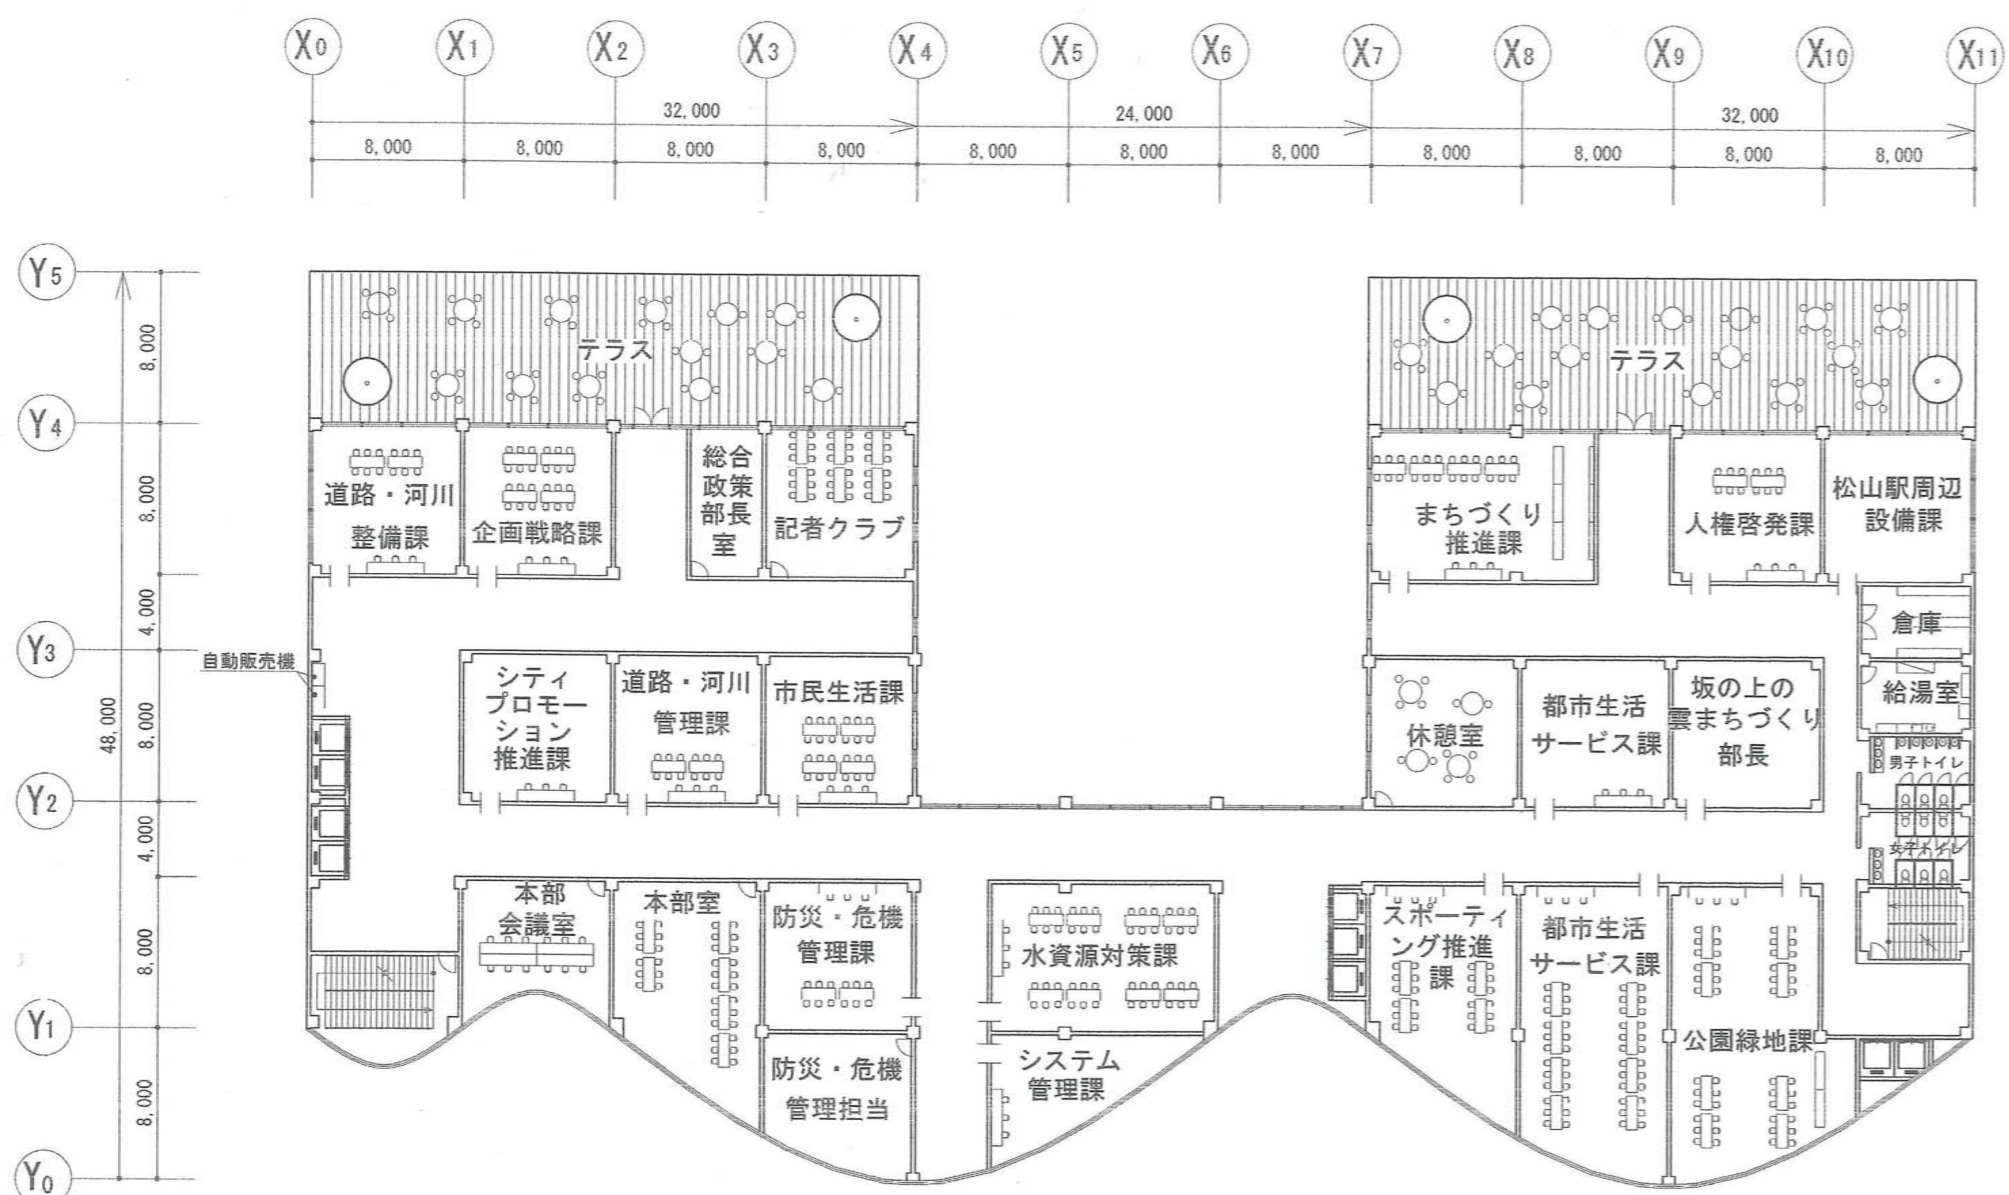 X0 X1 X2 X3 X4 X5 X6 X7 X8 X9 X10 X11
32,000 24,000 32,000
8,000 8,000 8,000 8,000 8,000 8,000 8,000 8,000 8,000 8,000 8,000
Y5
Y4
Y3
Y2
Y1
Y0
48,000
8,000
8,000
4,000
8,000
4,000
8,000
8,000
自動販売機
テラス
テラス
道路・河川
整備課
企画戦略課
総合
政策
部長
室
記者クラブ
まちづくり
推進課
人権啓発課
松山駅周辺
設備課
倉庫
給湯室
男子トイレ
女子トイレ
シティ
プロモー
ション
推進課
道路・河川
管理課
市民生活課
休憩室
都市生活
サービス課
坂の上の
雲まちづくり
部長
本部
会議室
本部室
防災・危機
管理課
防災・危機
管理担当
水資源対策課
システム
管理課
スポーティ
ング推進
課
都市生活
サービス課
公園緑地課